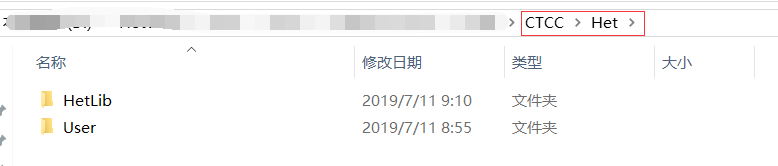 CTCC > Het >
名称 修改日期 类型 大小
HetLib 2019/7/11 9:10 文件夹
User 2019/7/11 8:55 文件夹